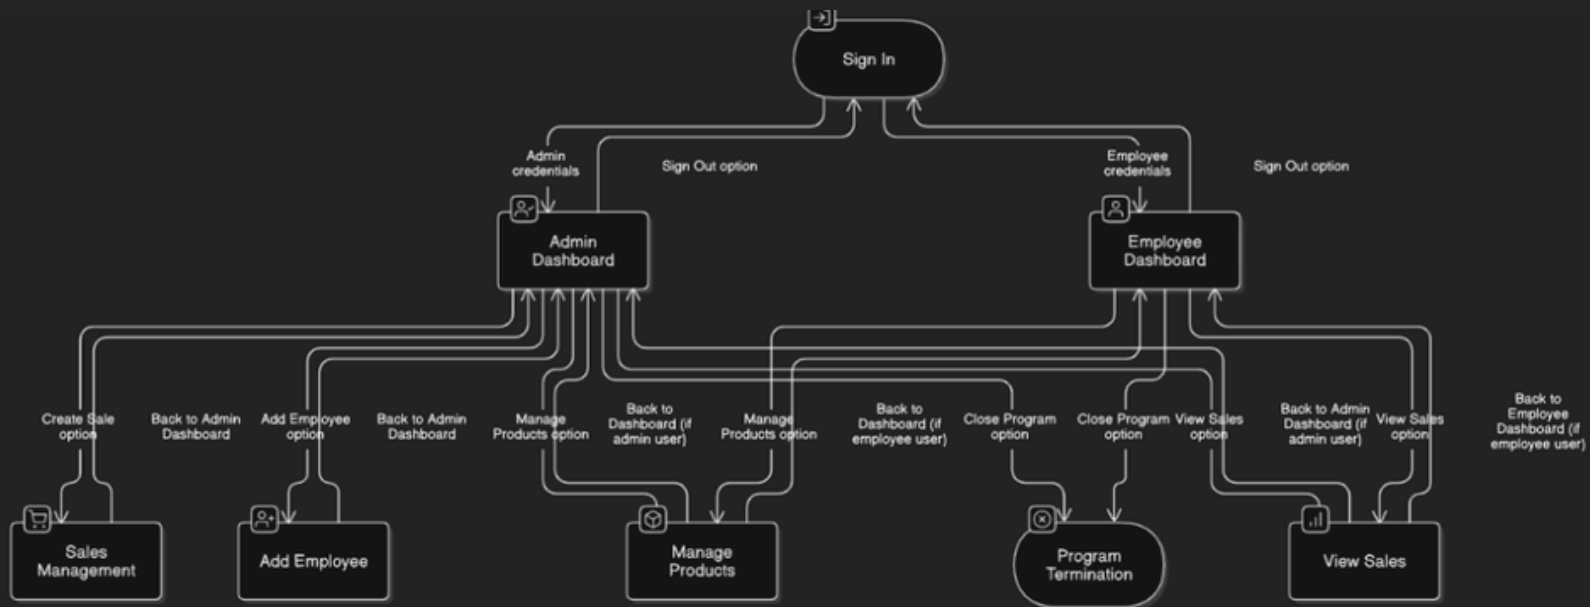 Sign In
Admin
credentials
Sign Out option
Employee
credentials
Sign Out option
Admin
Dashboard
Employee
Dashboard
Create Sale
option
Back to Admin
Dashboard
Add Employee
option
Back to Admin
Dashboard
Manage
Products option
Back to
Dashboard (if
admin user)
Manage
Products option
Back to
Dashboard (if
employee user)
Close Program
option
Close Program
option
View Sales
option
Back to Admin
Dashboard (if
admin user)
View Sales
option
Back to
Employee
Dashboard (if
employee user)
Sales
Management
Add Employee
Manage
Products
Program
Termination
View Sales